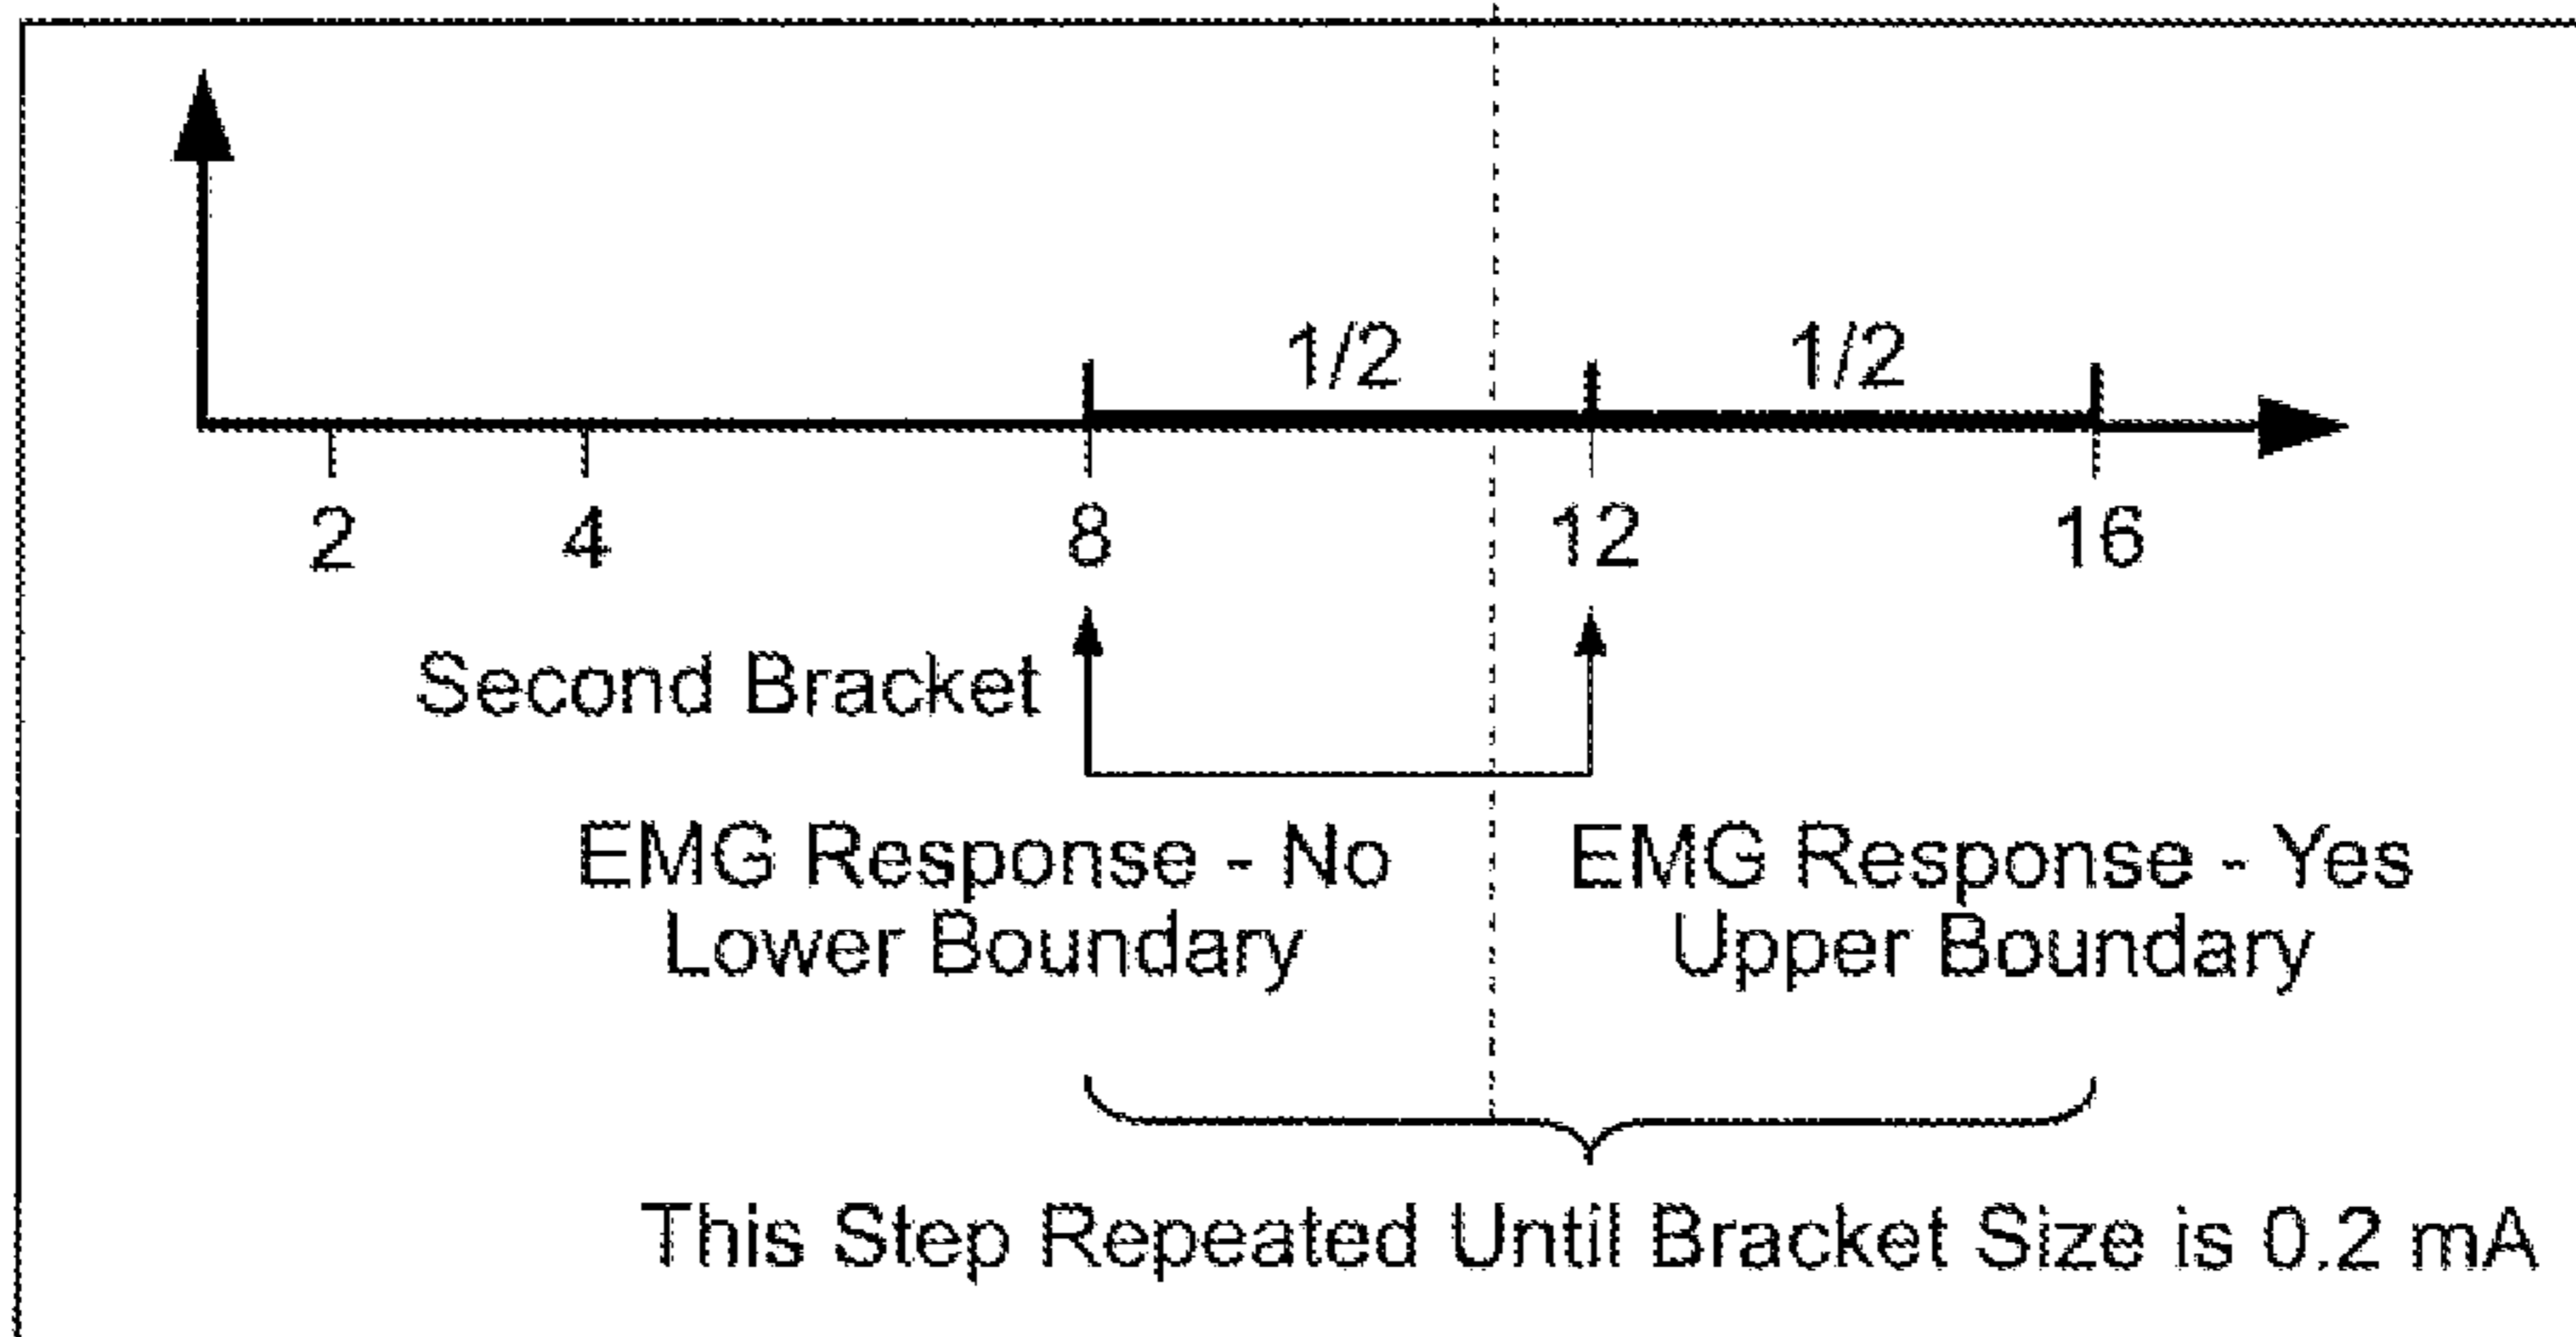 1/2 1/2
2 4 8 12 16
Second Bracket
EMG Response - No
Lower Boundary
EMG Response - Yes
Upper Boundary
This Step Repeated Until Bracket Size is 0.2 mA